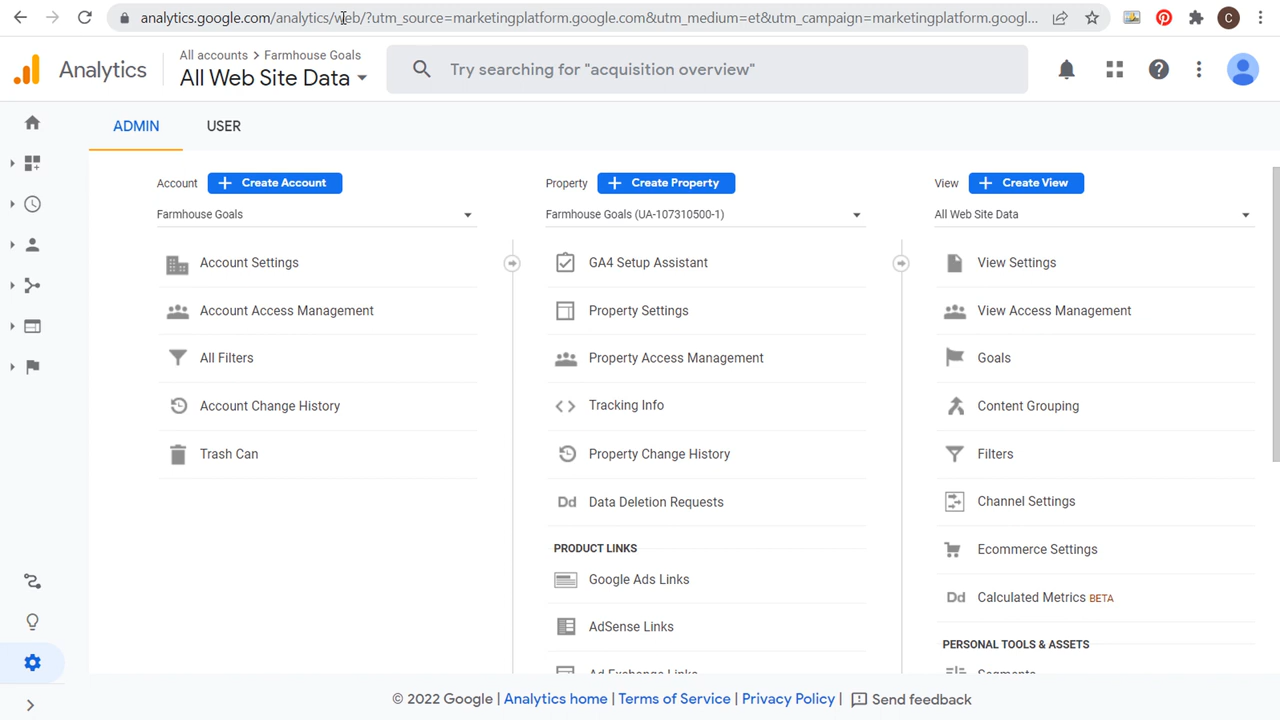 analytics.google.com/analytics/web/?utm_source=marketingplatform.google.com&utm_medium=et&utm_campaign=marketingplatform.googl...
C
Analytics
All accounts > Farmhouse Goals
All Web Site Data
Try searching for "acquisition overview"
ADMIN
USER
Account
Create Account
Farmhouse Goals
Account Settings
Account Access Management
All Filters
Account Change History
Trash Can
Property
Create Property
Farmhouse Goals (UA-107310500-1)
GA4 Setup Assistant
Property Settings
Property Access Management
Tracking Info
Property Change History
Dd Data Deletion Requests
PRODUCT LINKS
Google Ads Links
AdSense Links
Ad Exchange Links
View
Create View
All Web Site Data
View Settings
View Access Management
Goals
Content Grouping
Filters
Channel Settings
Ecommerce Settings
Dd Calculated Metrics BETA
PERSONAL TOOLS & ASSETS
Segments
© 2022 Google | Analytics home | Terms of Service | Privacy Policy | Send feedback